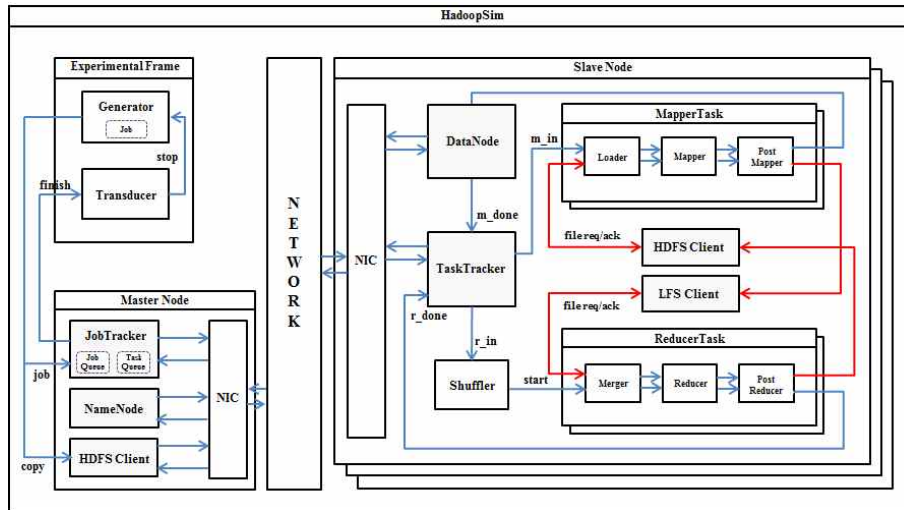 HadoopSim
Experimental Frame
Generator
Job
stop
finish
Transducer
Master Node
JobTracker
Job
Queue
Task
Queue
job
NameNode
HDFS Client
copy
NIC
N
E
T
W
O
R
K
Slave Node
NIC
DataNode
m_in
m_done
TaskTracker
r_done
r_in
Shuffler
start
MapperTask
Loader
Mapper
Post
Mapper
file req/ack
HDFS Client
LFS Client
file req/ack
ReducerTask
Merger
Reducer
Post
Reducer